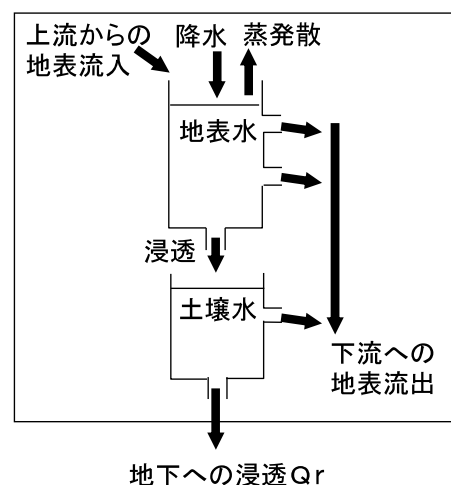 上流からの
地表流入
降水
蒸発散
地表水
浸透
土壌水
下流への
地表流出
地下への浸透Qr